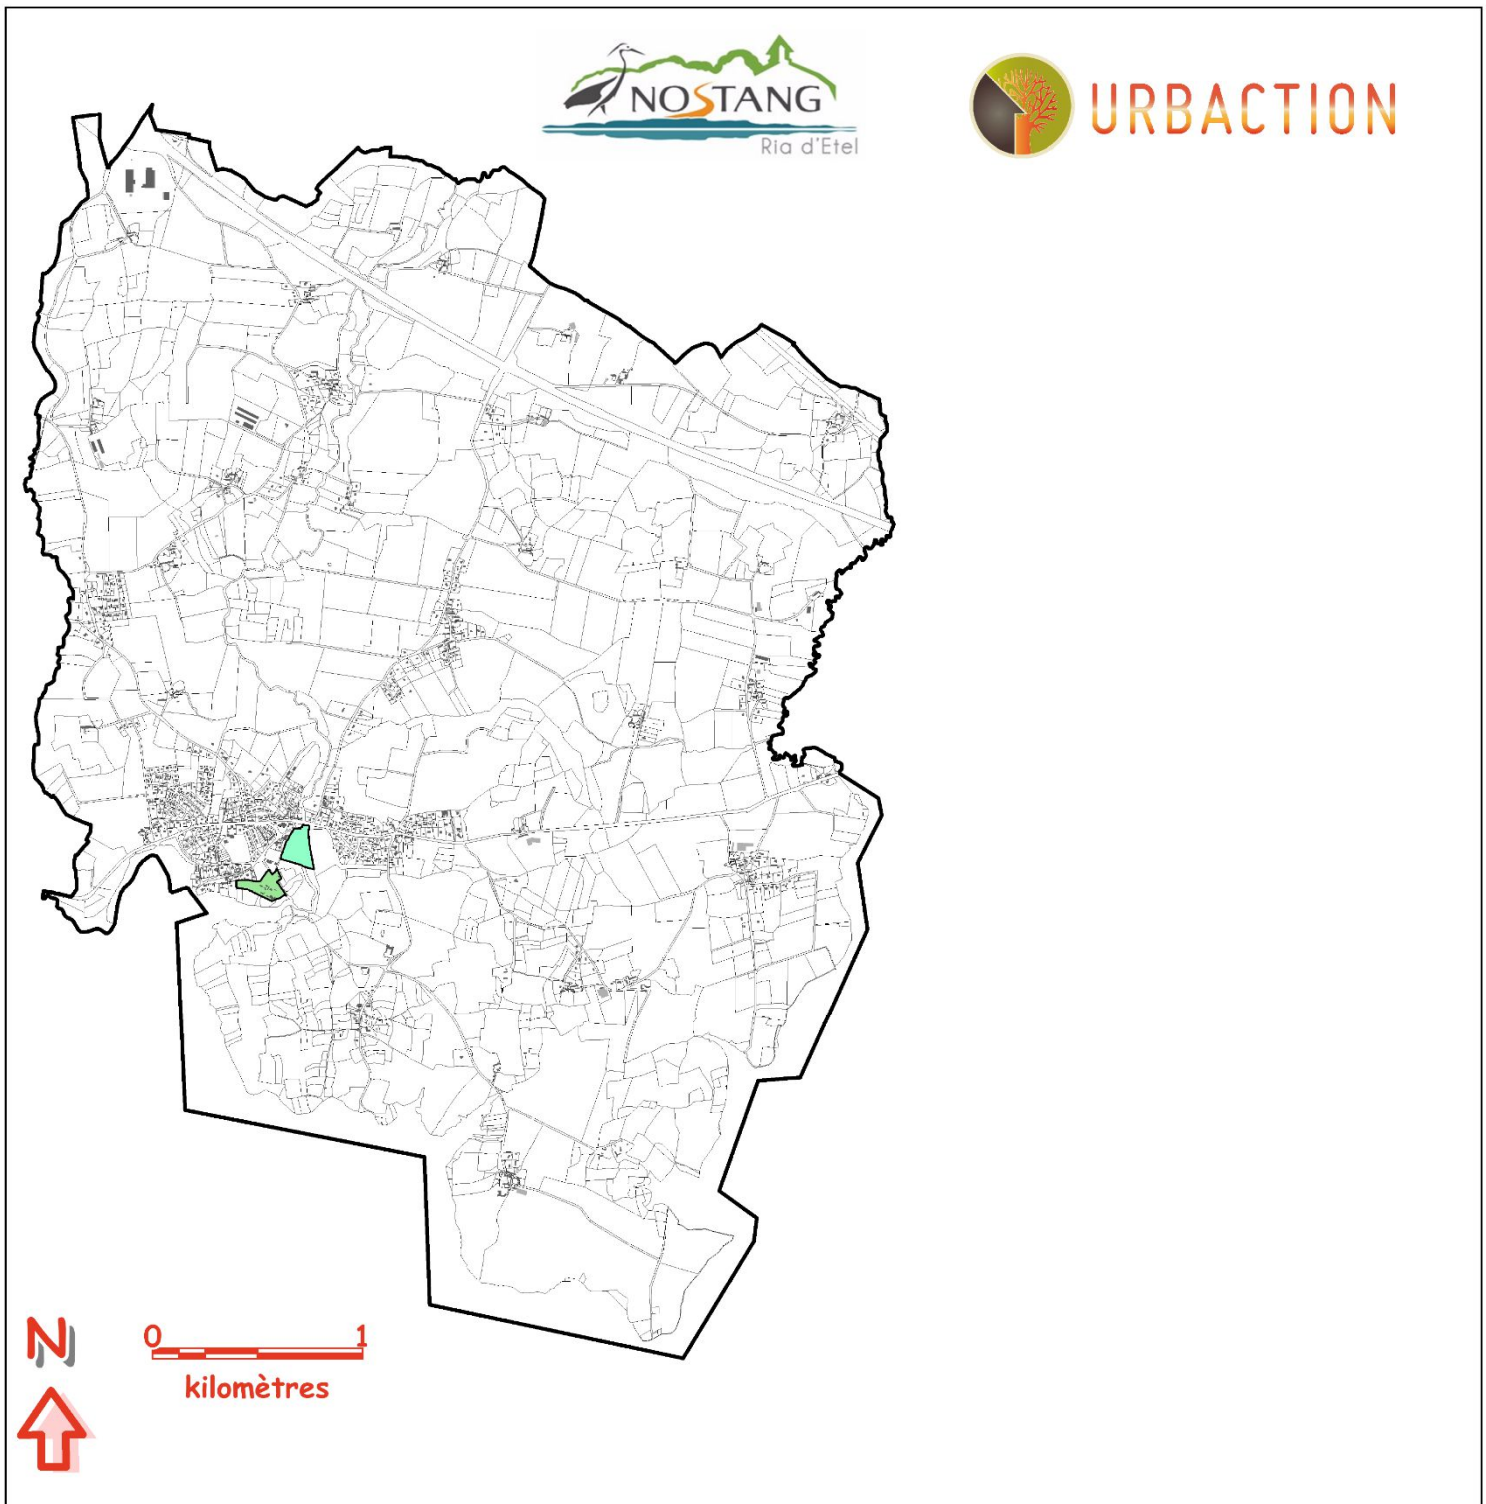 NOSTANG
Ria d'Etel
URBACTION
N
0 1
kilomètres